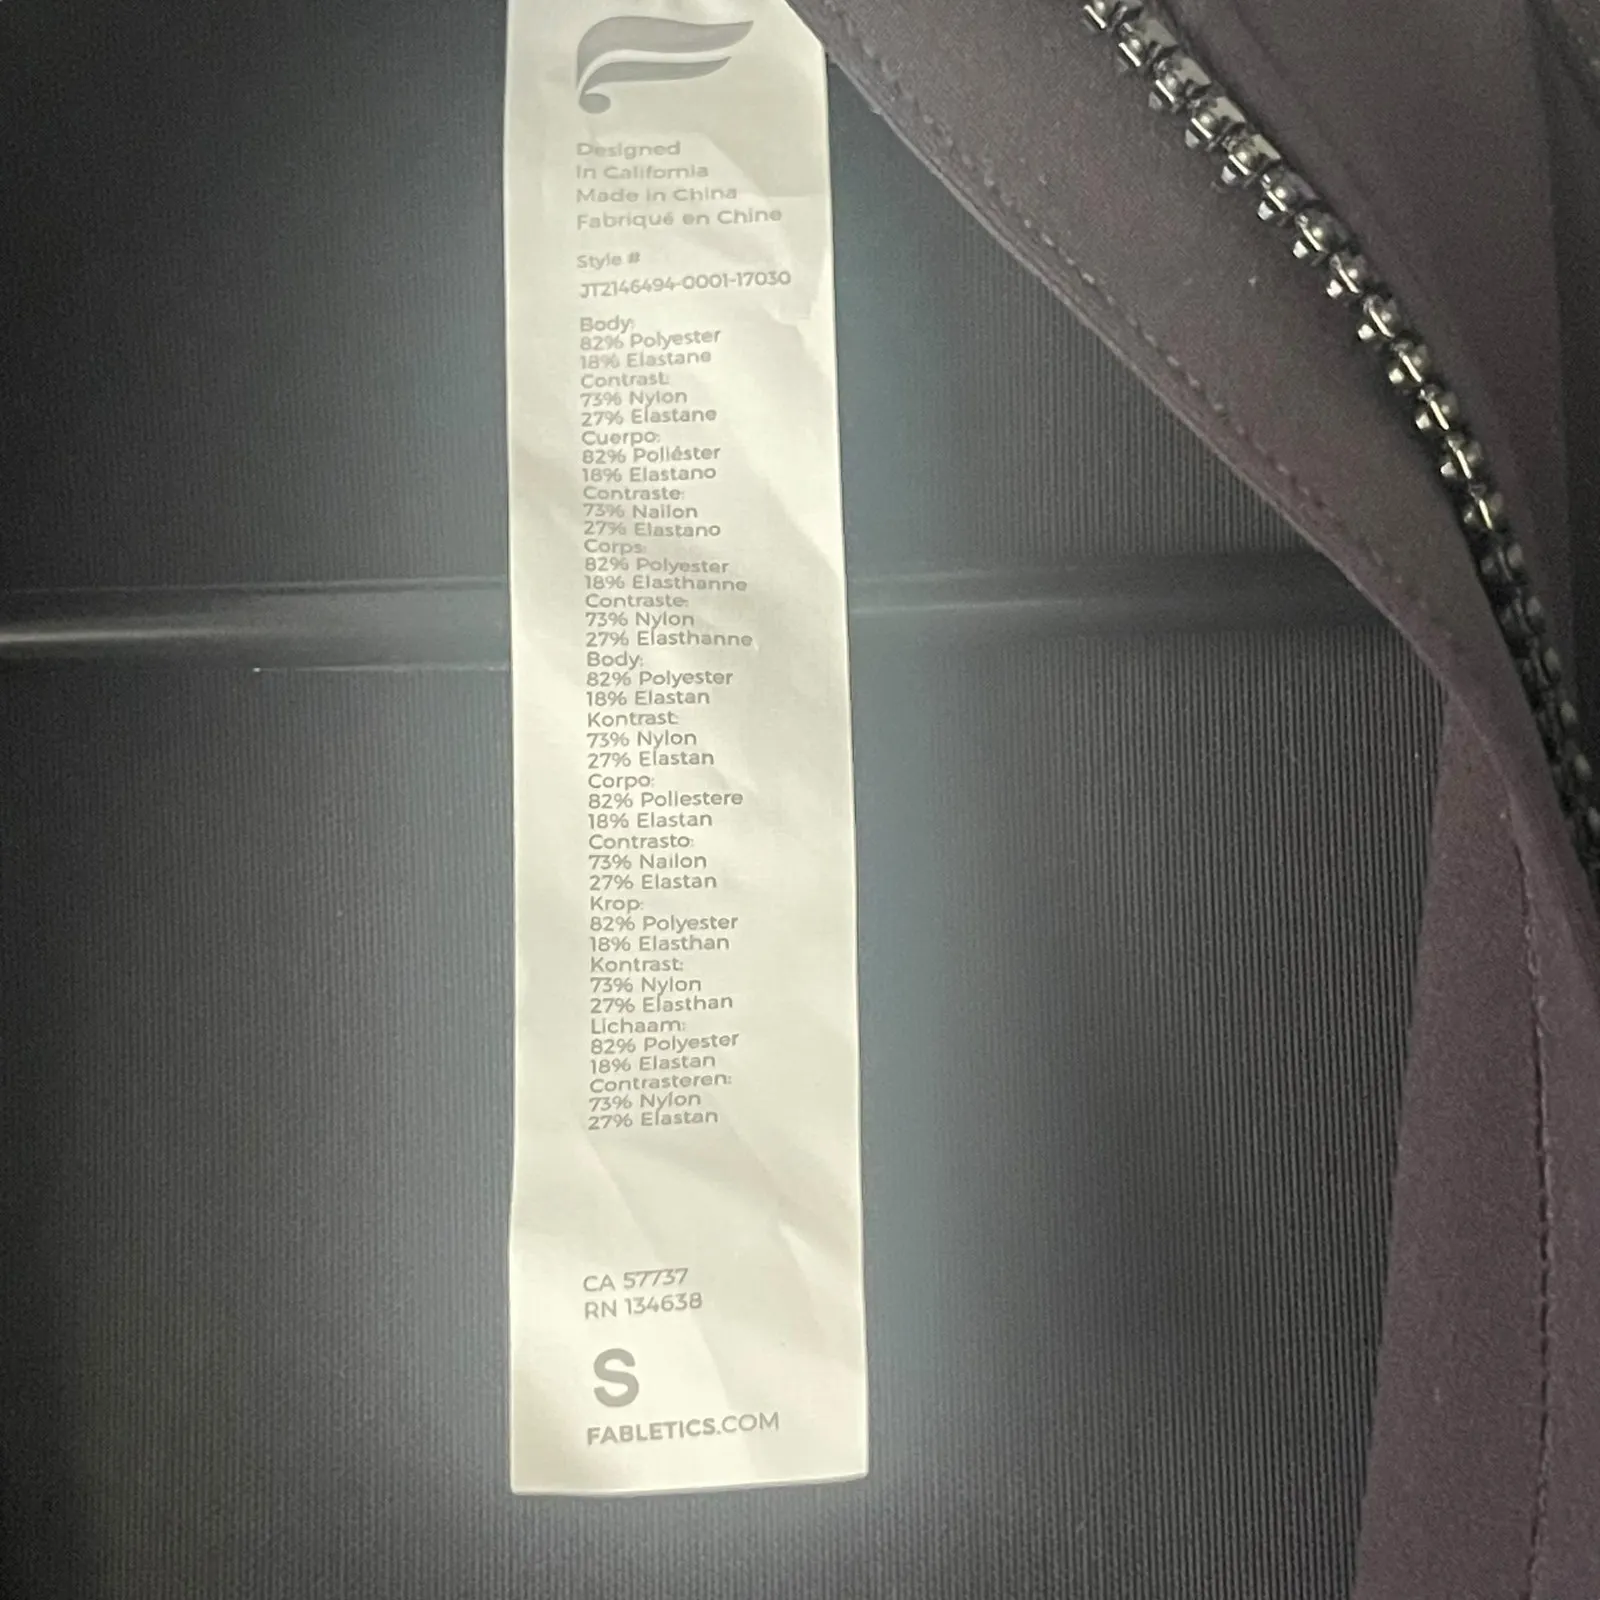 Designed
In California
Made in China
Fabriqué en Chine
Style #
JT2146494-0001-17030
Body:
82% Polyester
18% Elastane
Contrast:
73% Nylon
27% Elastane
Cuerpo:
82% Poliéster
18% Elastano
Contraste:
73% Nailon
27% Elastano
Corps:
82% Polyester
18% Elasthanne
Contraste:
73% Nylon
27% Elasthanne
Body:
82% Polyester
18% Elastan
Kontrast:
73% Nylon
27% Elastan
Corpo:
82% Poliestere
18% Elastan
Contrasto:
73% Nailon
27% Elastan
Krop:
82% Polyester
18% Elasthan
Kontrast:
73% Nylon
27% Elasthan
Lichaam:
82% Polyester
18% Elastan
Contrasteren:
73% Nylon
27% Elastan
CA 57737
RN 134638
S
FABLETICS.COM